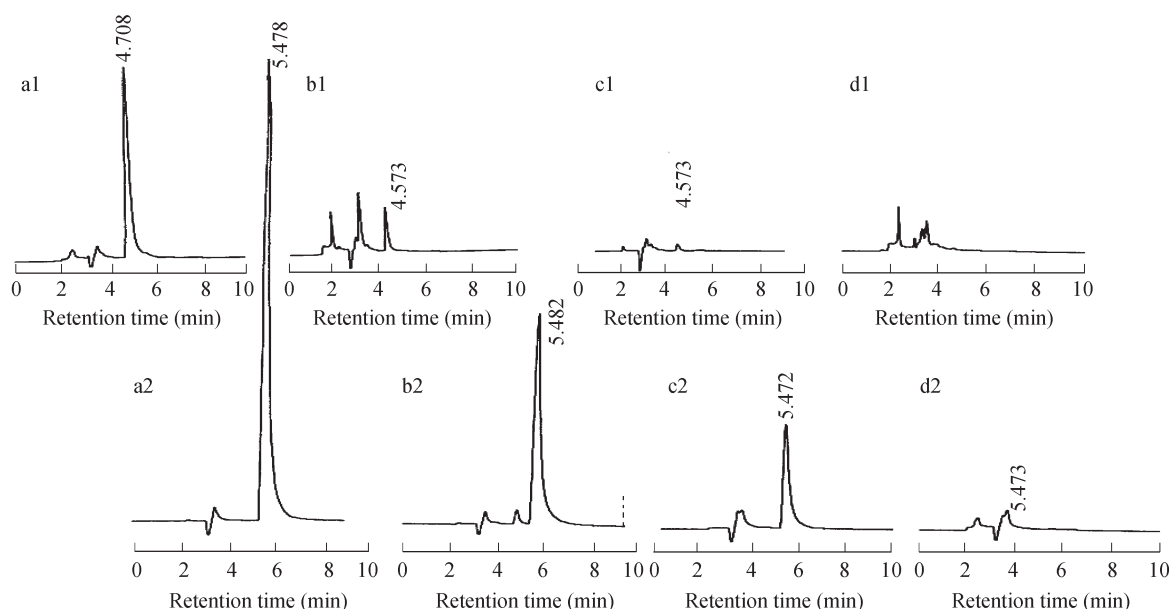 4.708
5.478
a1
b1
c1
d1
4.573
4.573
0 2 4 6 8 10
0 2 4 6 8 10
0 2 4 6 8 10
0 2 4 6 8 10
Retention time (min)
Retention time (min)
Retention time (min)
Retention time (min)
5.482
a2
b2
c2
d2
5.472
5.473
0 2 4 6 8 10
0 2 4 6 8 10
0 2 4 6 8 10
0 2 4 6 8 10
Retention time (min)
Retention time (min)
Retention time (min)
Retention time (min)